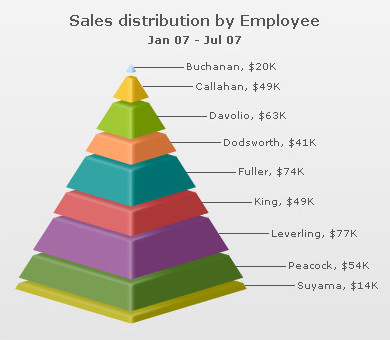 Sales distribution by Employee
Jan 07 - Jul 07
Buchanan, $20K
Callahan, $49K
Davolio, $63K
Dodsworth, $41K
Fuller, $74K
King, $49K
Leverling, $77K
Peacock, $54K
Suyama, $14K